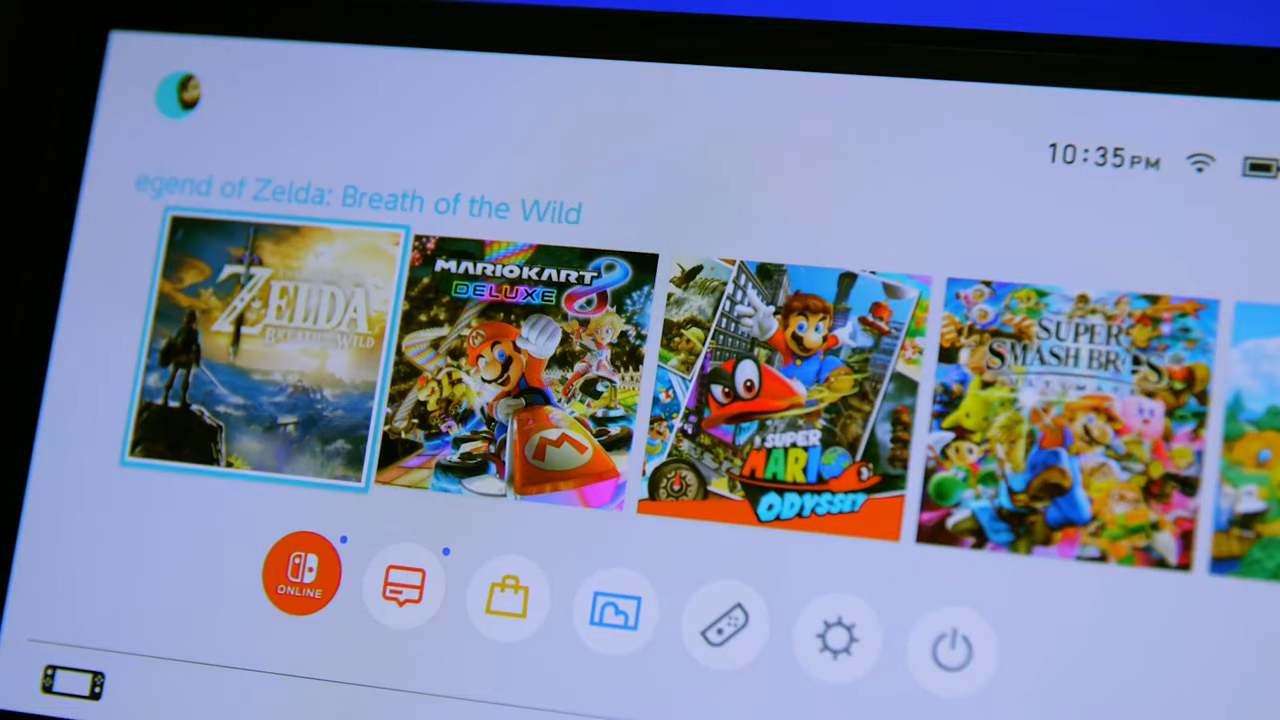 10:35PM
egend of Zelda: Breath of the Wild
ZELDA
BREATH OF THE WILD
MARIOKART 8
DELUXE
M
SUPER
MARIO
ODYSSEY
SUPER
SMASH BROS
ONLINE